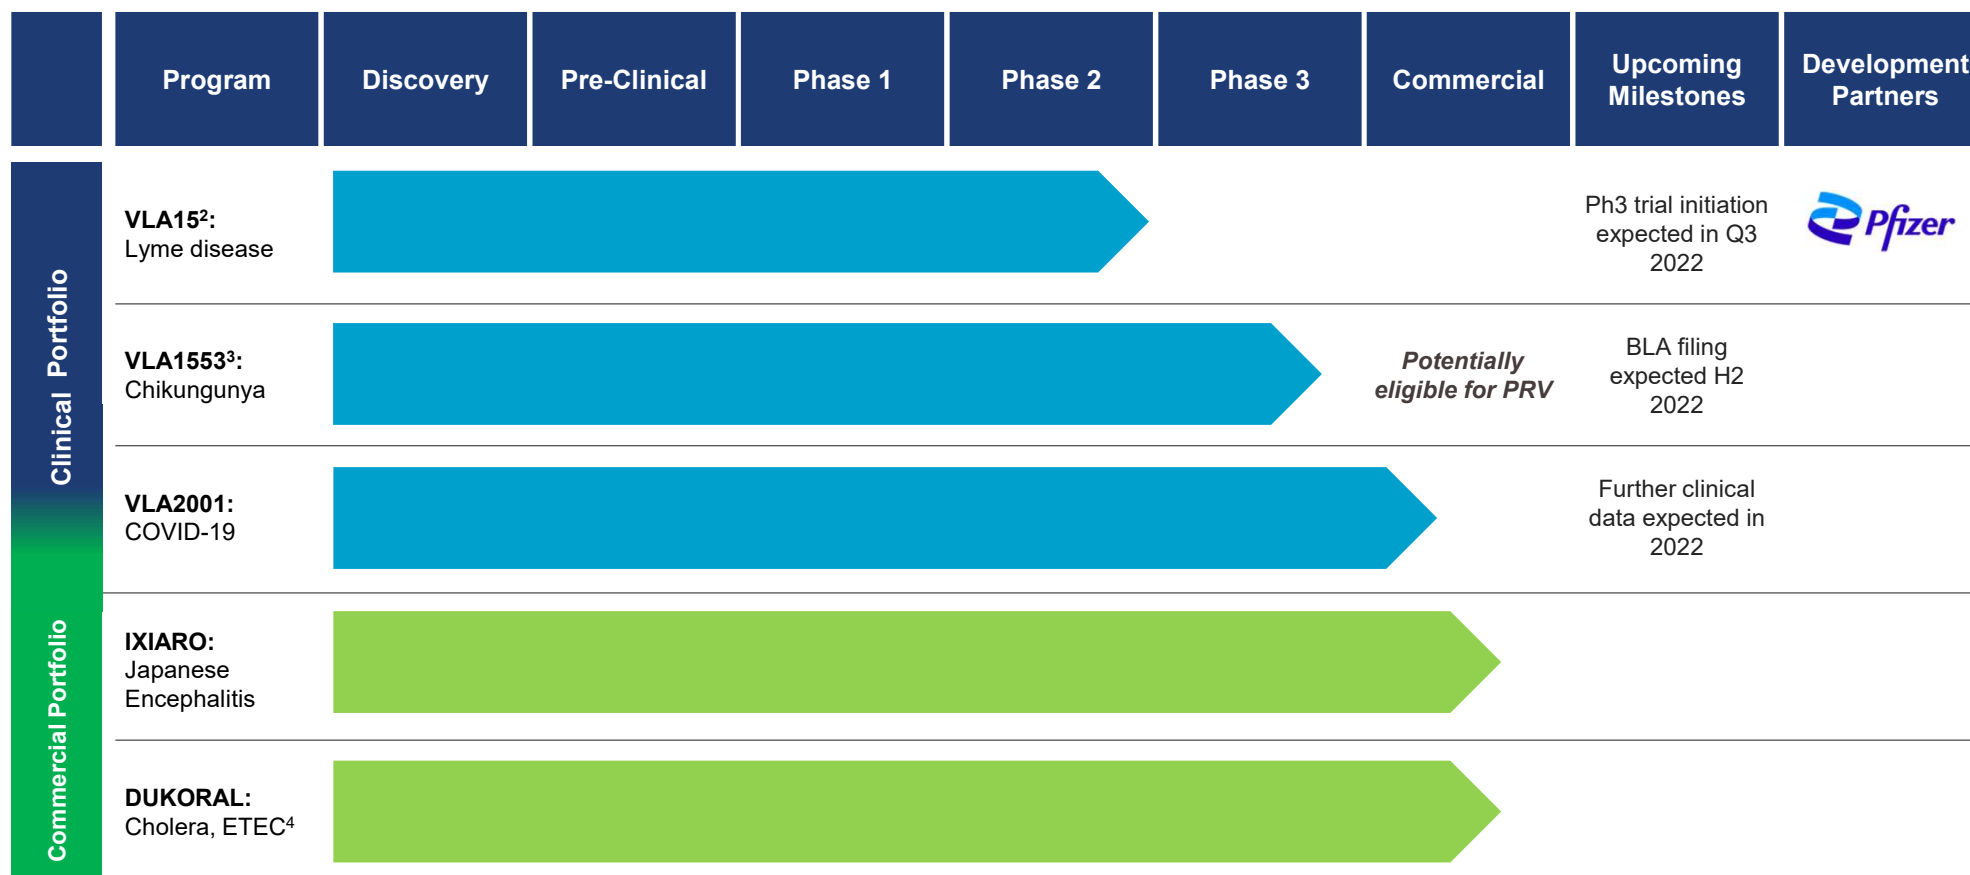 Program
Discovery
Pre-Clinical
Phase 1
Phase 2
Phase 3
Commercial
Upcoming
Milestones
Development
Partners
Clinical Portfolio
VLA15²:
Lyme disease
Ph3 trial initiation
expected in Q3
2022
Pfizer
VLA1553³:
Chikungunya
Potentially
eligible for PRV
BLA filing
expected H2
2022
VLA2001:
COVID-19
Further clinical
data expected in
2022
Commercial Portfolio
IXIARO:
Japanese
Encephalitis
DUKORAL:
Cholera, ETEC⁴